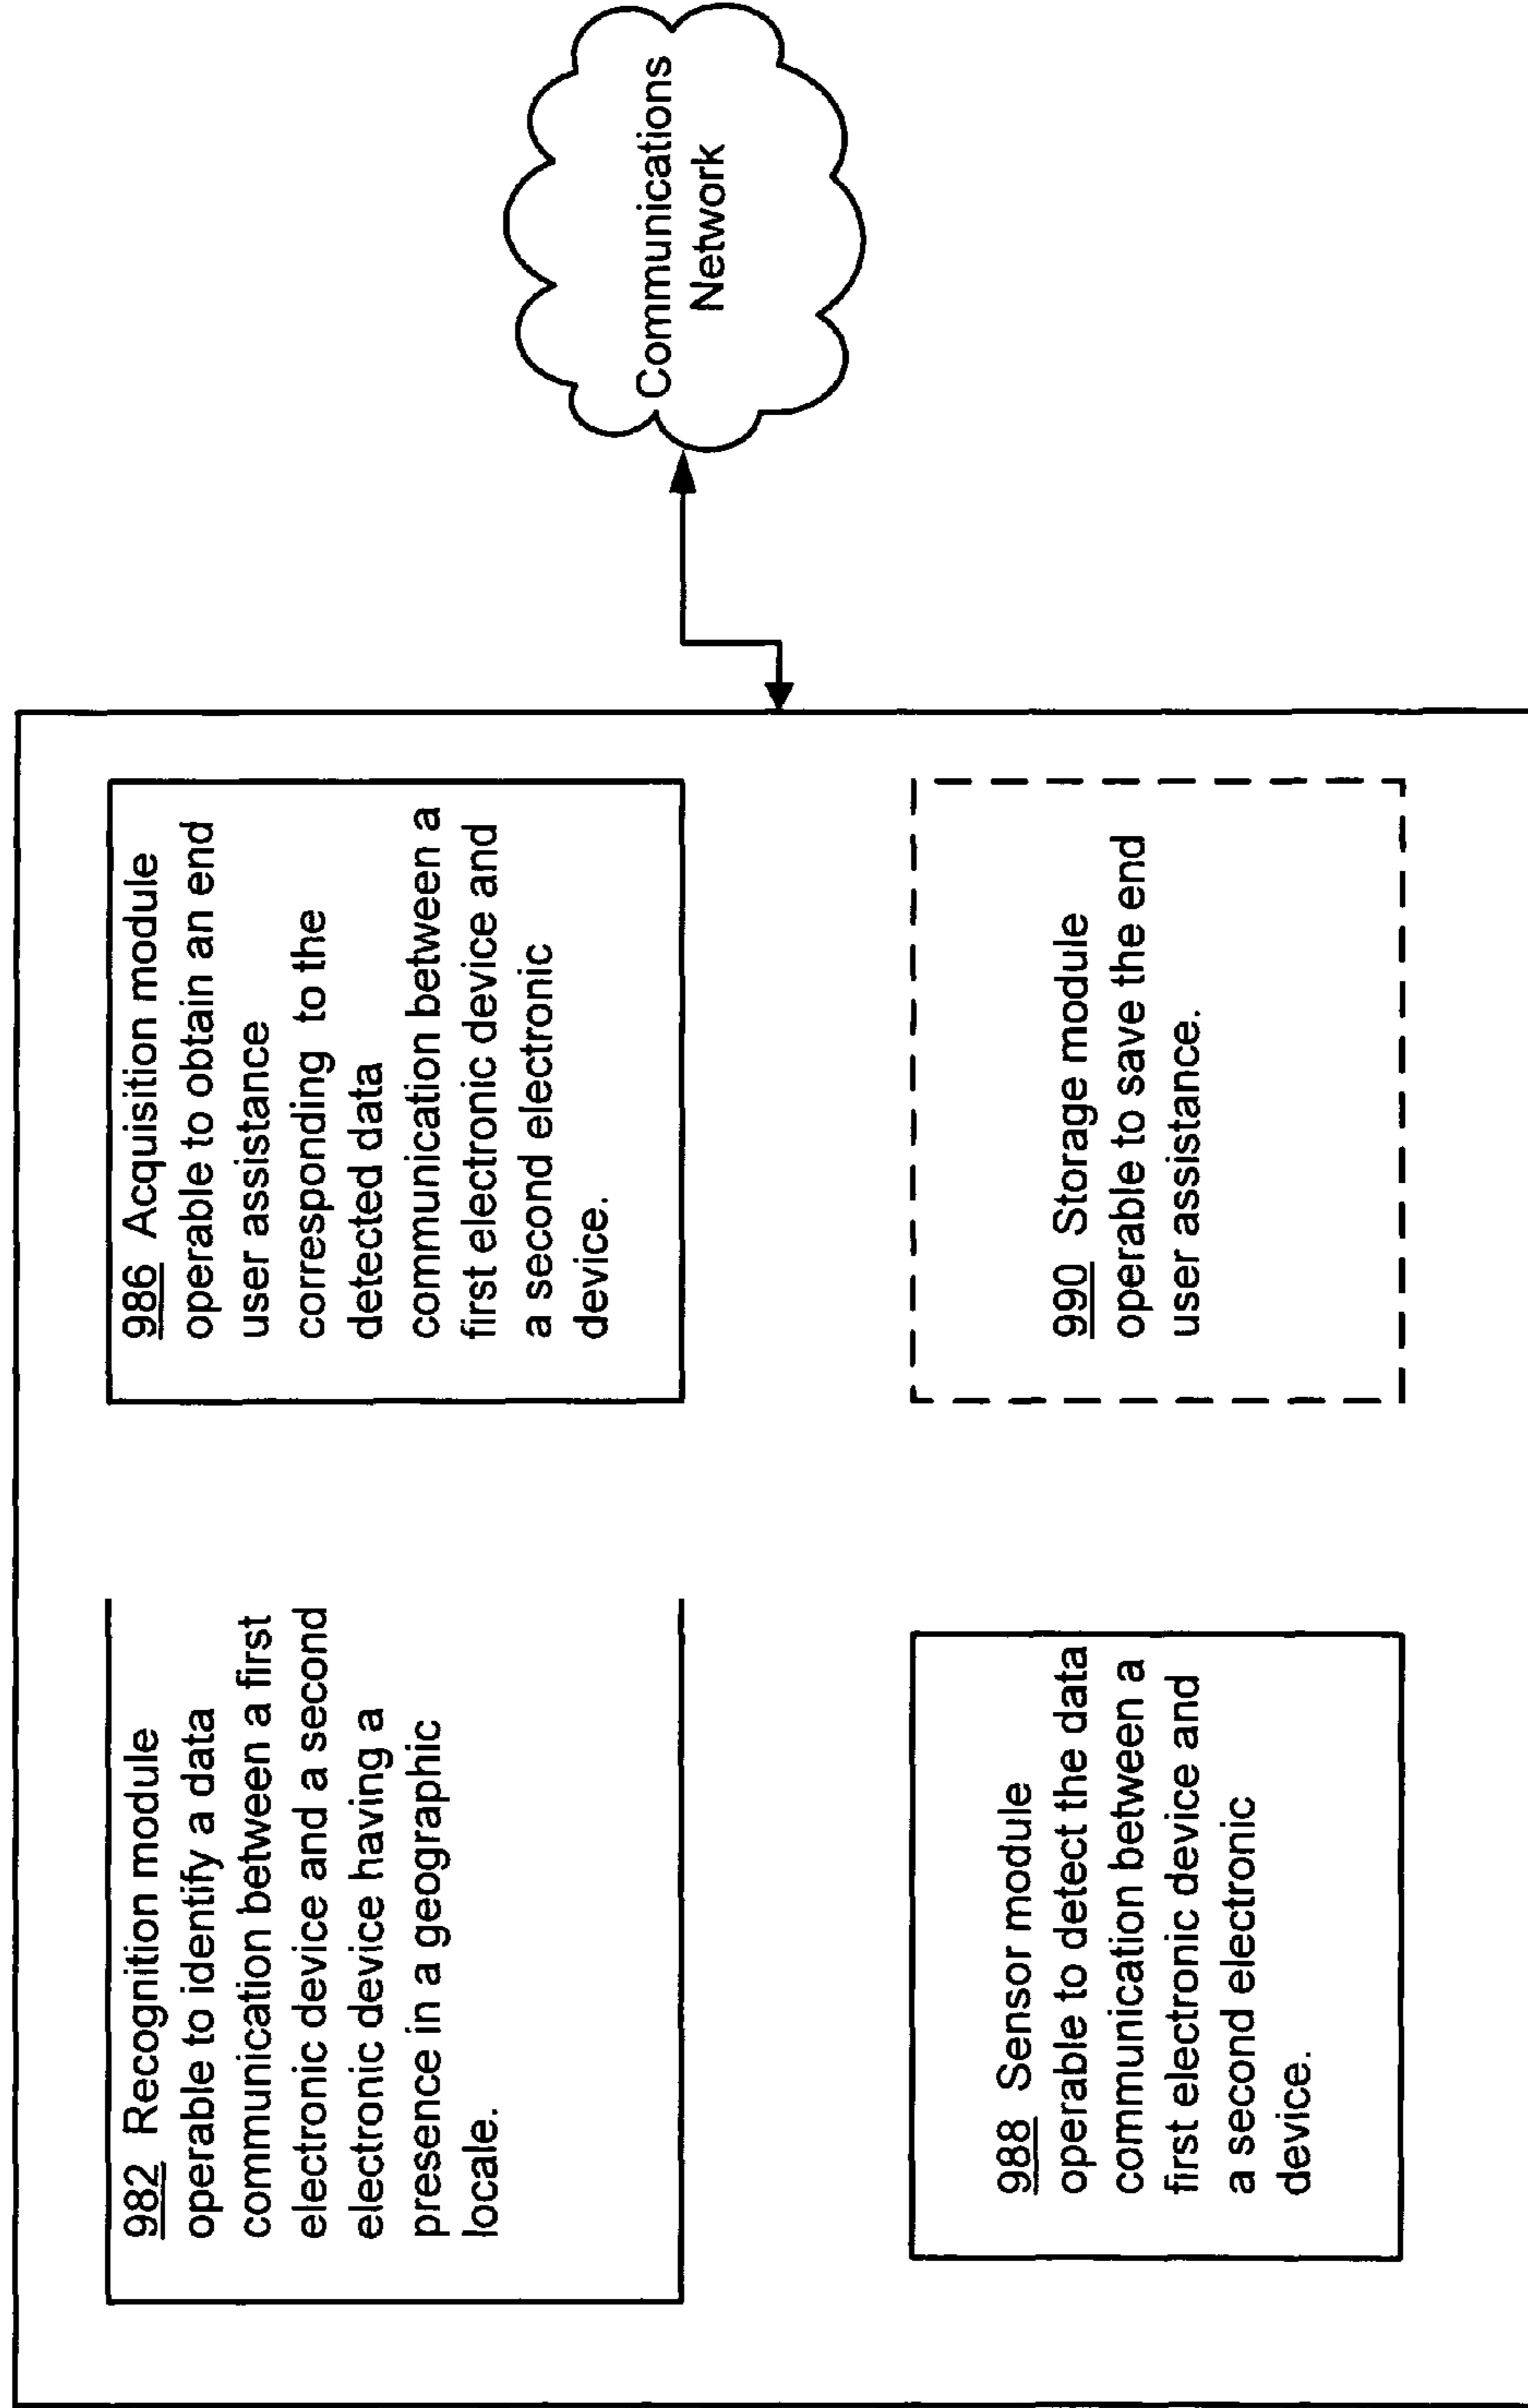 982 Recognition module
operable to identify a data
communication between a first
electronic device and a second
electronic device having a
presence in a geographic
locale.
986 Acquisition module
operable to obtain an end
user assistance
corresponding to the
detected data
communication between a
first electronic device and
a second electronic
device.
988 Sensor module
operable to detect the data
communication between a
first electronic device and
a second electronic
device.
990 Storage module
operable to save the end
user assistance.
Communications
Network